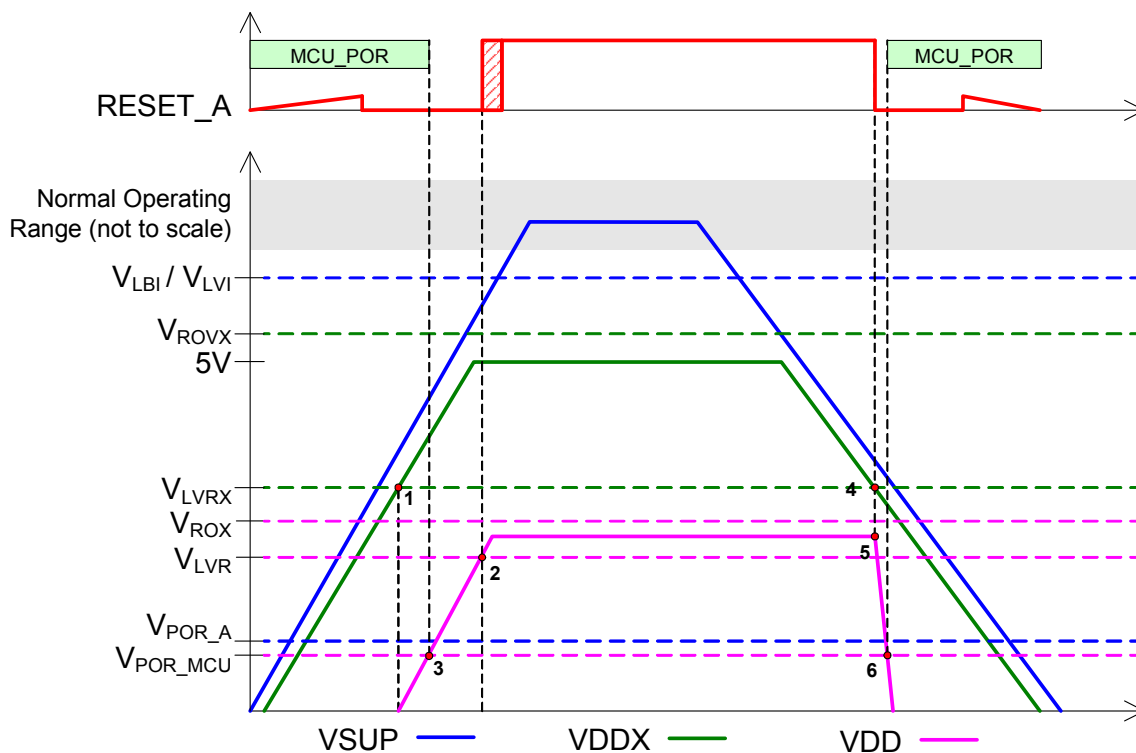 MCU_POR
MCU_POR
RESET_A
Normal Operating
Range (not to scale)
VLBI / VLVI
VROVX
5V
VLVRX
1
4
VROX
VLVR
2
5
VPOR_A
VPOR_MCU
3
6
VSUP
VDDX
VDD